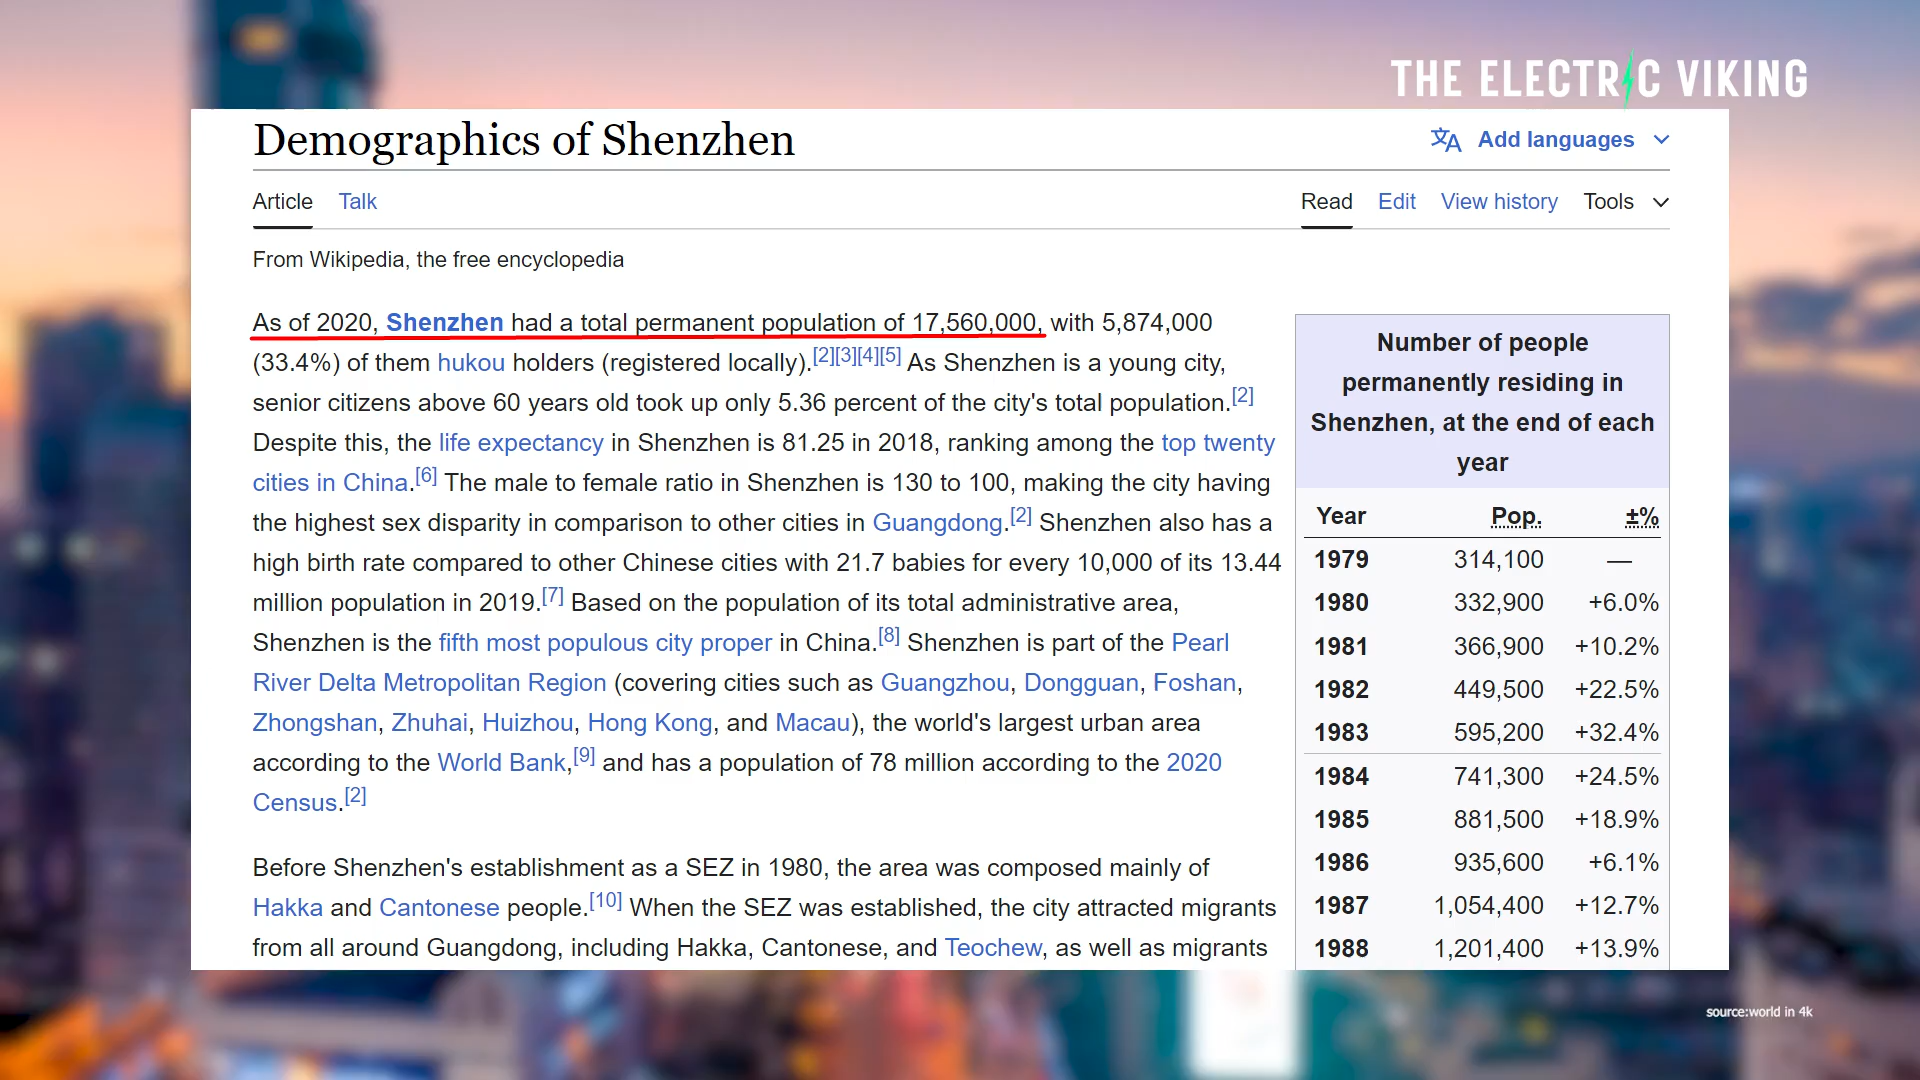 THE ELECTRIC VIKING
Demographics of Shenzhen
Add languages
Article Talk
Read Edit View history Tools
From Wikipedia, the free encyclopedia
As of 2020, Shenzhen had a total permanent population of 17,560,000, with 5,874,000
(33.4%) of them hukou holders (registered locally).[2][3][4][5] As Shenzhen is a young city,
senior citizens above 60 years old took up only 5.36 percent of the city's total population.[2]
Despite this, the life expectancy in Shenzhen is 81.25 in 2018, ranking among the top twenty
cities in China.[6] The male to female ratio in Shenzhen is 130 to 100, making the city having
the highest sex disparity in comparison to other cities in Guangdong.[2] Shenzhen also has a
high birth rate compared to other Chinese cities with 21.7 babies for every 10,000 of its 13.44
million population in 2019.[7] Based on the population of its total administrative area,
Shenzhen is the fifth most populous city proper in China.[8] Shenzhen is part of the Pearl
River Delta Metropolitan Region (covering cities such as Guangzhou, Dongguan, Foshan,
Zhongshan, Zhuhai, Huizhou, Hong Kong, and Macau), the world's largest urban area
according to the World Bank,[9] and has a population of 78 million according to the 2020
Census.[2]
Before Shenzhen's establishment as a SEZ in 1980, the area was composed mainly of
Hakka and Cantonese people.[10] When the SEZ was established, the city attracted migrants
from all around Guangdong, including Hakka, Cantonese, and Teochew, as well as migrants
Number of people
permanently residing in
Shenzhen, at the end of each
year
Year Pop. ±%
1979 314,100 —
1980 332,900 +6.0%
1981 366,900 +10.2%
1982 449,500 +22.5%
1983 595,200 +32.4%
1984 741,300 +24.5%
1985 881,500 +18.9%
1986 935,600 +6.1%
1987 1,054,400 +12.7%
1988 1,201,400 +13.9%
source:world in 4k